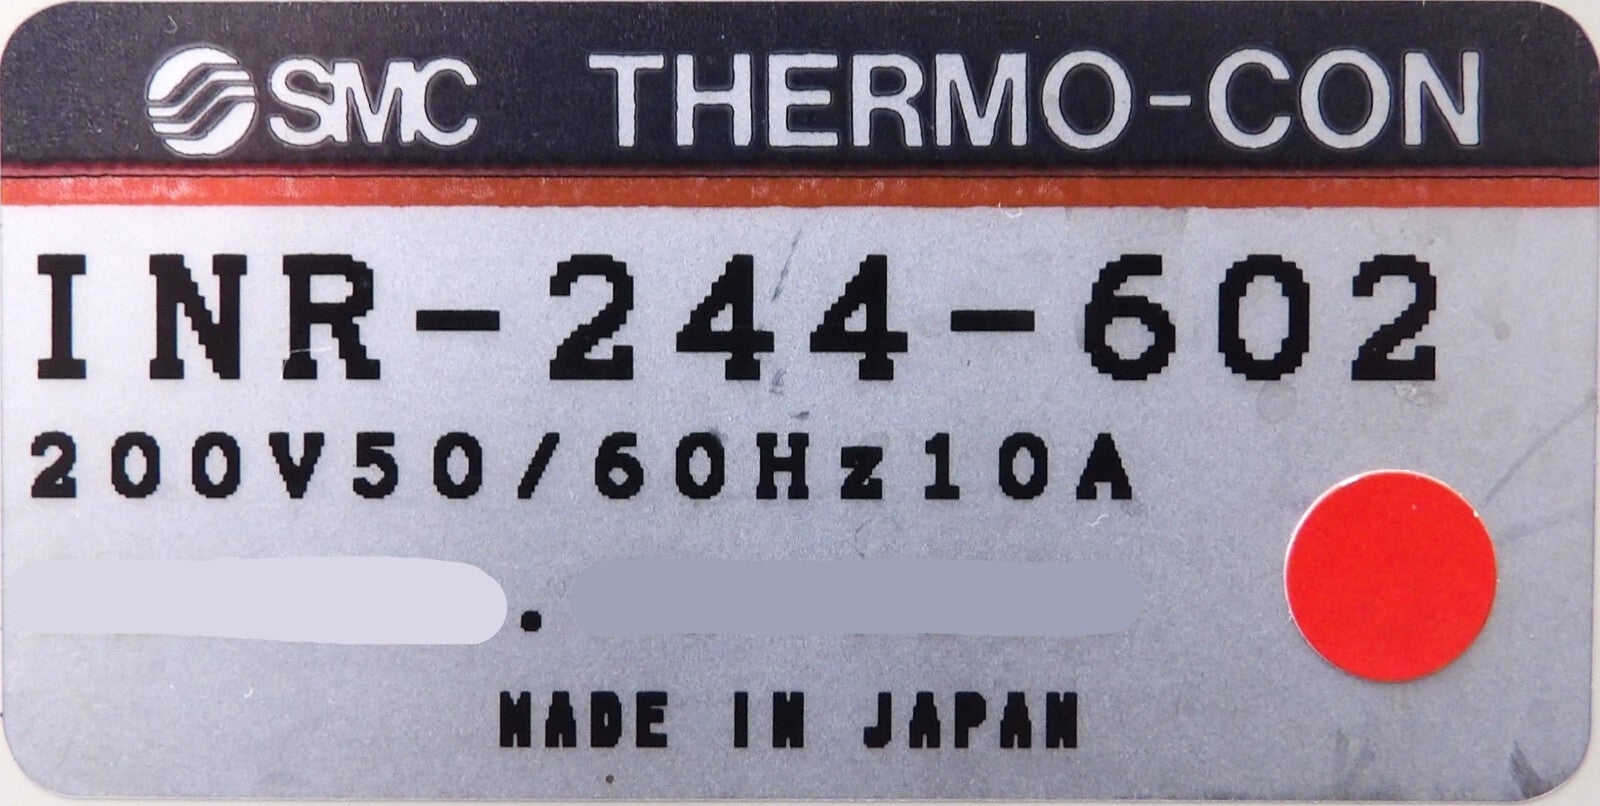 SMC THERMO-CON
INR-244-602
200V50/60Hz10A
.
MADE IN JAPAN